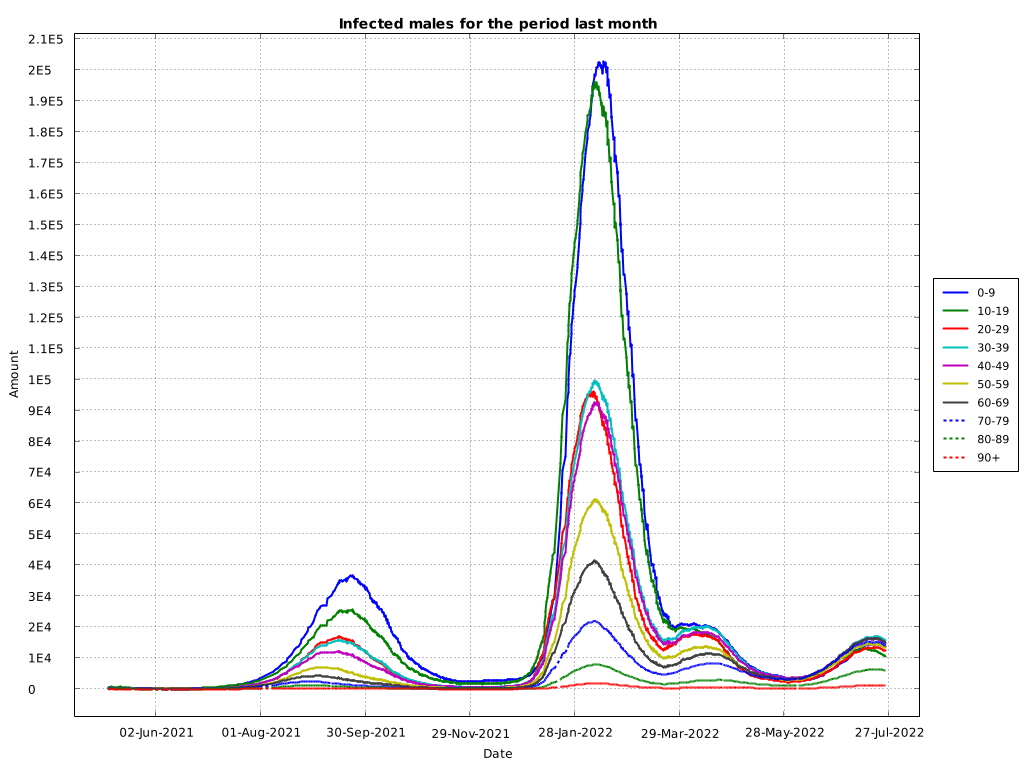 Infected males for the period last month
2.1E5
2E5
1.9E5
1.8E5
1.7E5
1.6E5
1.5E5
1.4E5
1.3E5
1.2E5
1.1E5
1E5
9E4
8E4
7E4
6E4
5E4
4E4
3E4
2E4
1E4
0
Amount
02-Jun-2021 01-Aug-2021 30-Sep-2021 29-Nov-2021 28-Jan-2022 29-Mar-2022 28-May-2022 27-Jul-2022
Date
0-9
10-19
20-29
30-39
40-49
50-59
60-69
70-79
80-89
90+